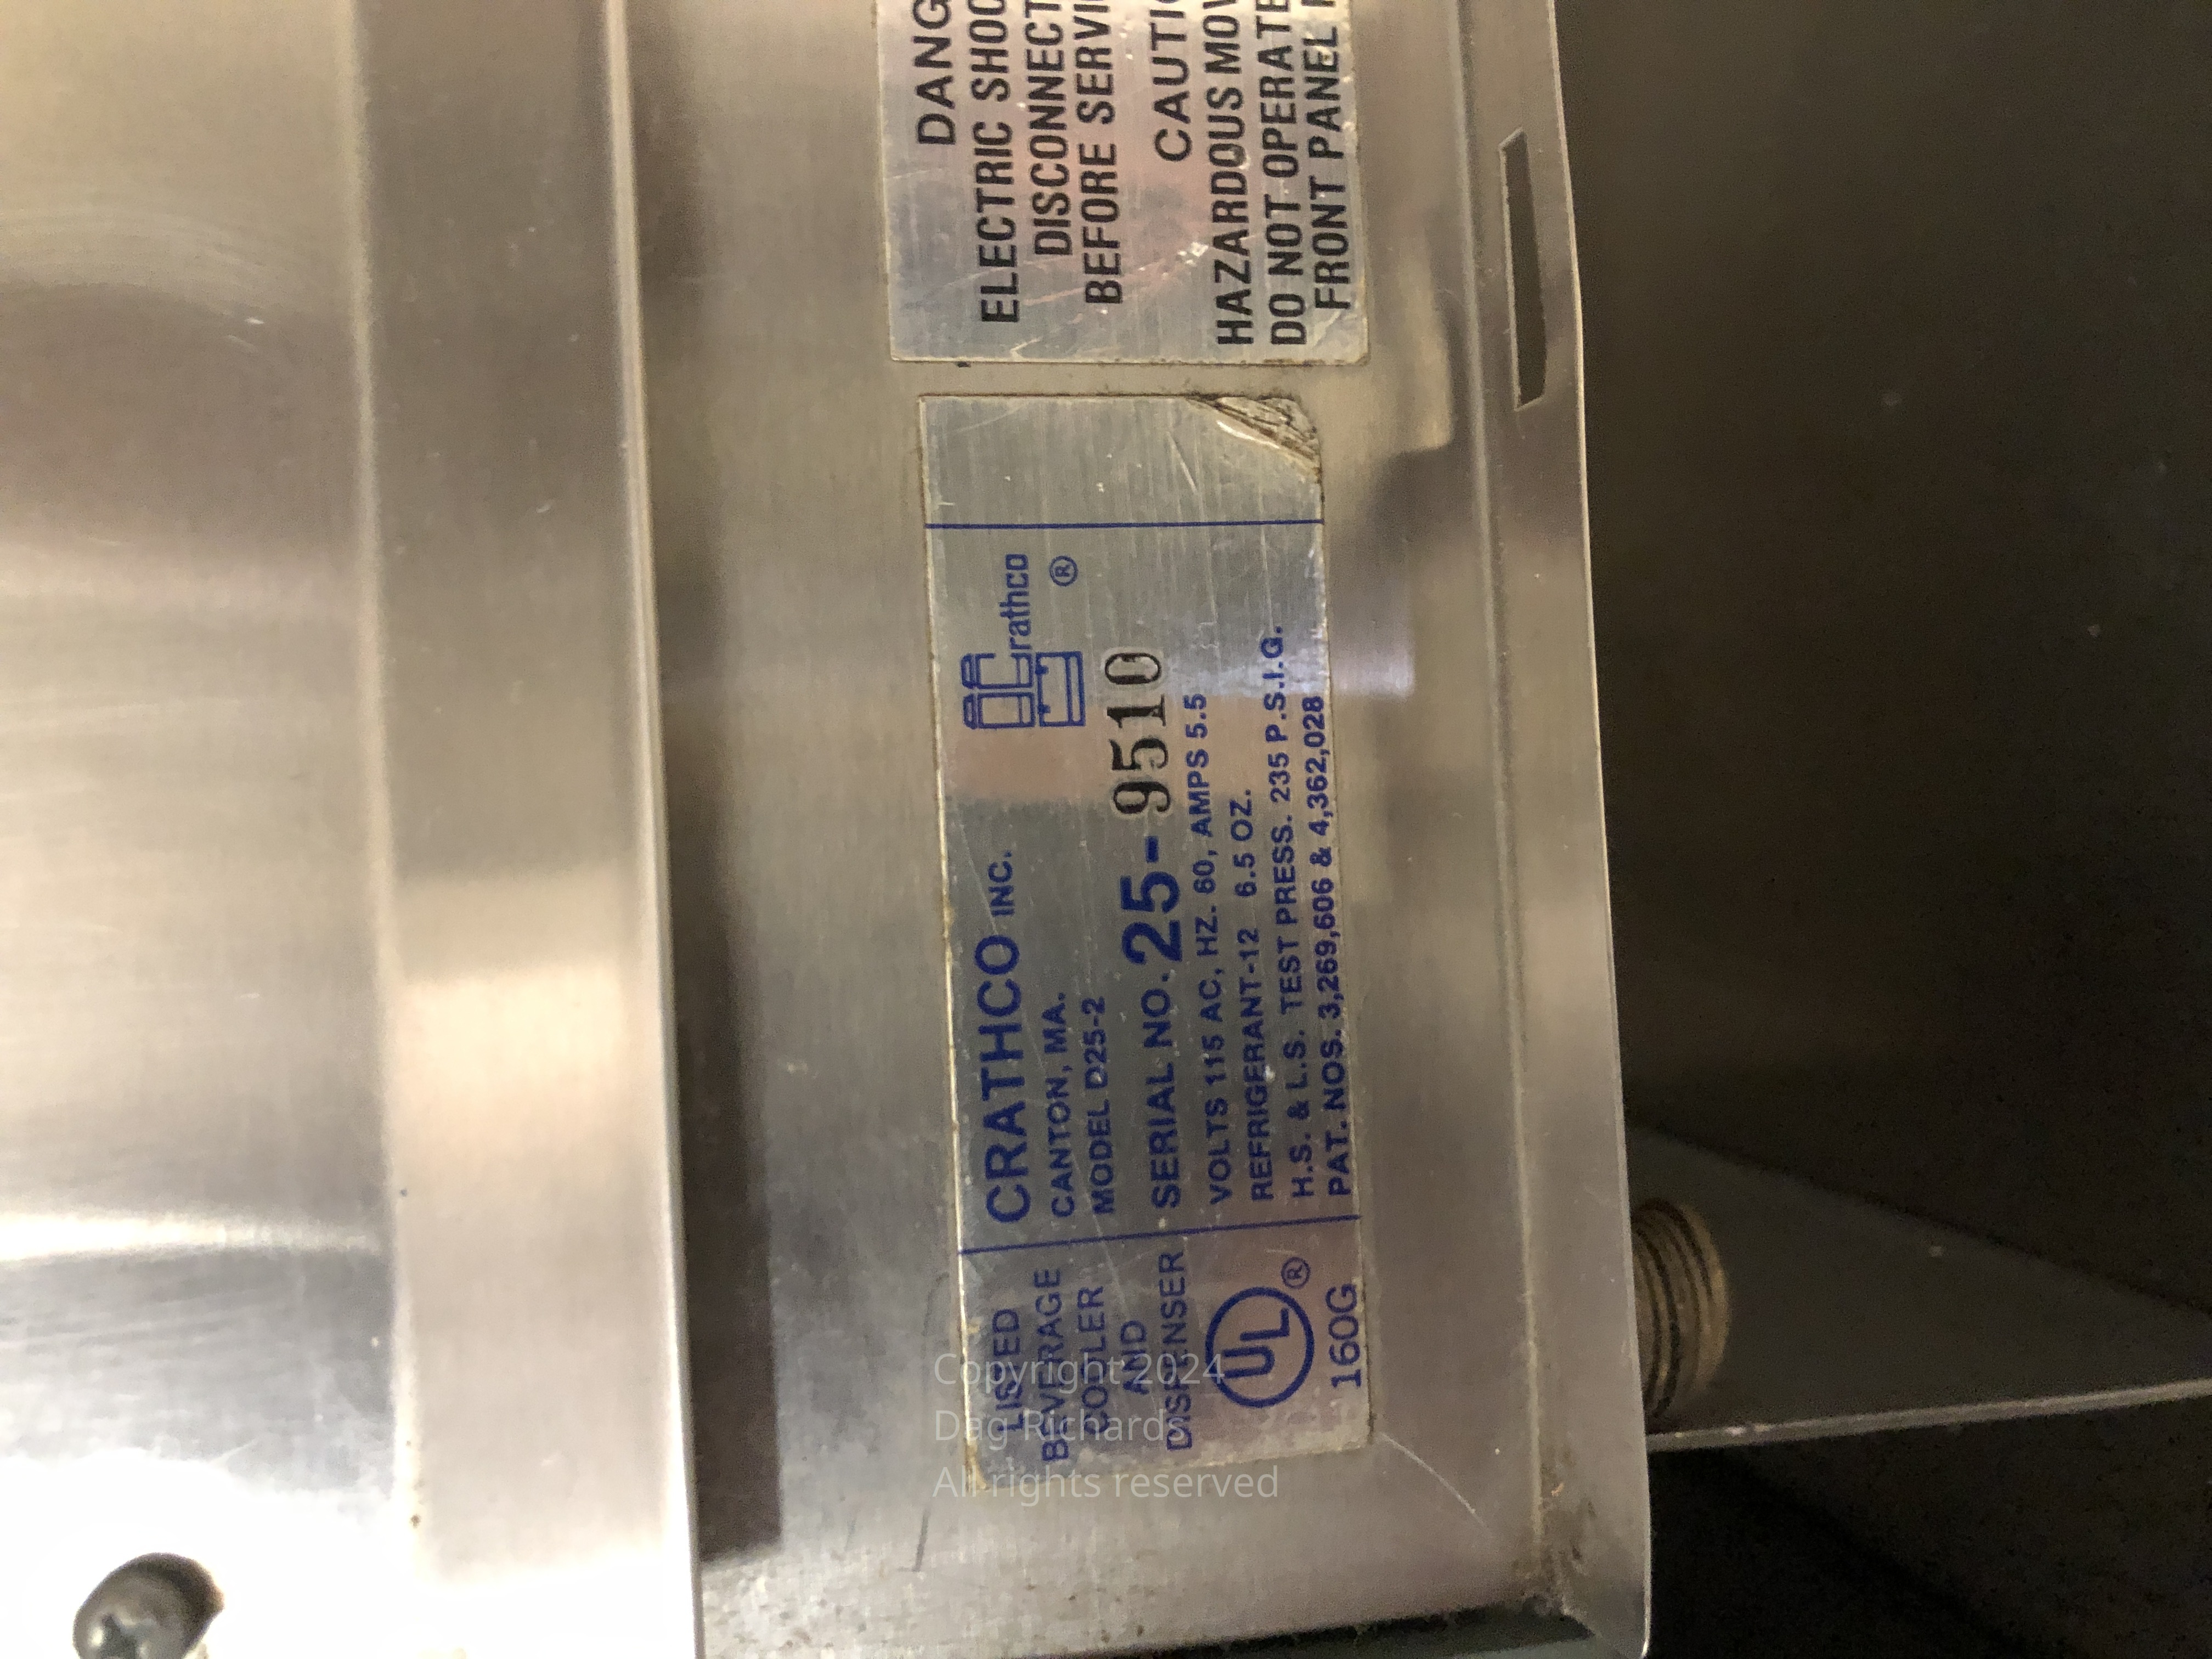 LISTED
BEVERAGE
COOLER
AND
DISPENSER
UL ®
160G
CRATHCO INC.
CANTON, MA.
MODEL D25-2
Crathco ®
SERIAL NO. 25-9510
VOLTS 115 AC, HZ. 60, AMPS 5.5
REFRIGERANT-12 6.5 OZ.
H.S. & L.S. TEST PRESS. 235 P.S.I.G.
PAT. NOS. 3,269,606 & 4,362,028
DANG
ELECTRIC SHOC
DISCONNECT
BEFORE SERVI
CAUTIO
HAZARDOUS MOV
DO NOT OPERATE
FRONT PANEL
Copyright 2024
Dag Richards
All rights reserved